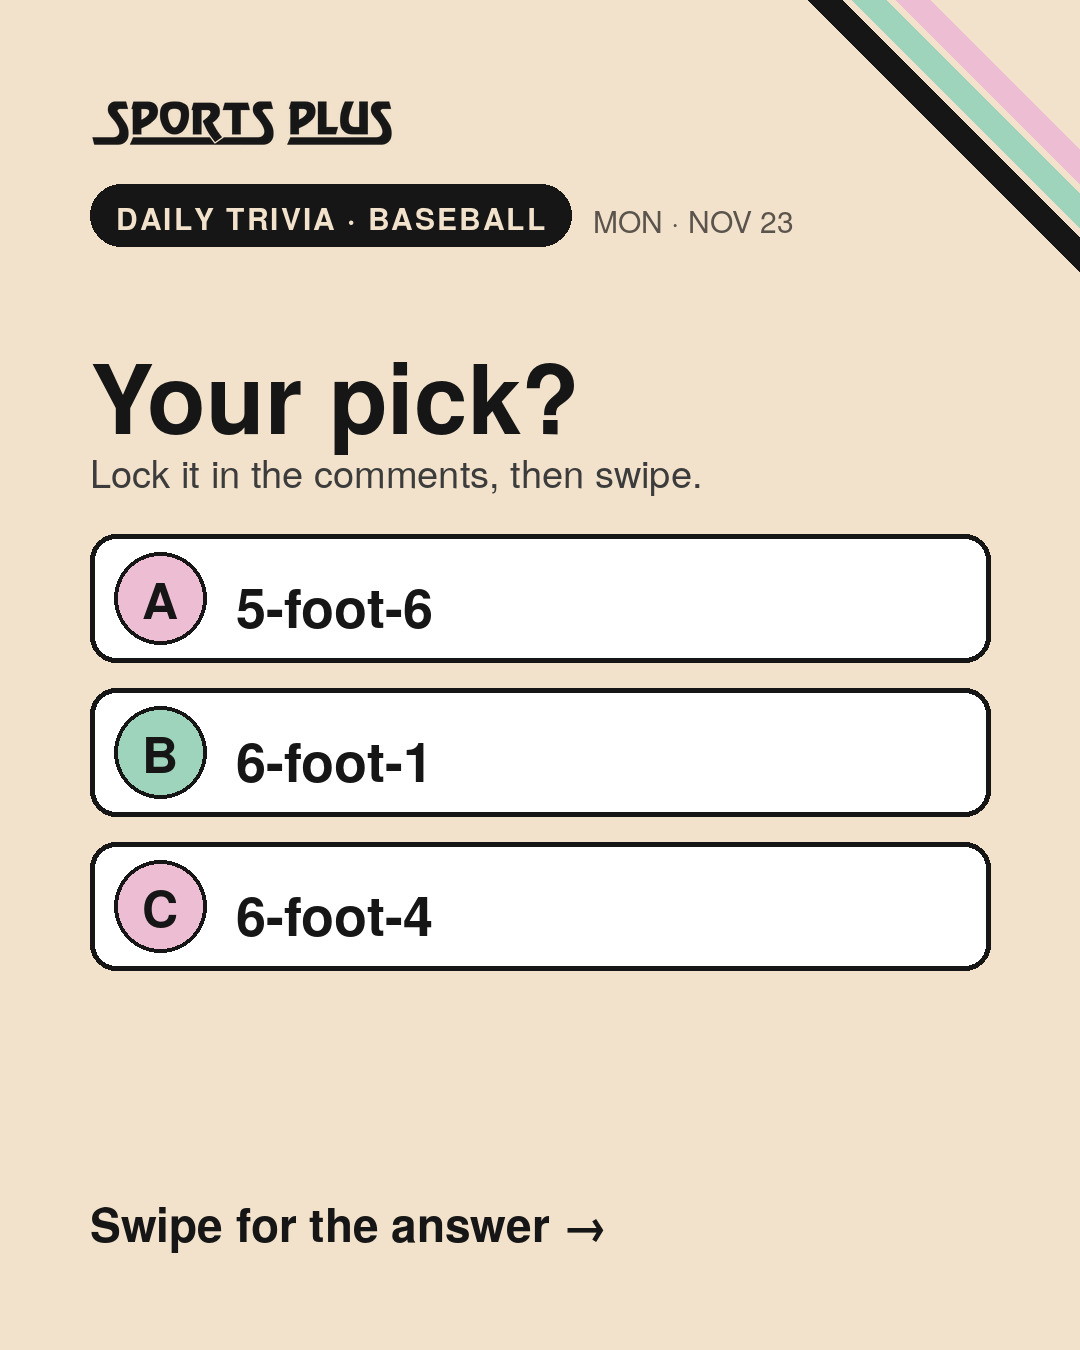 SPORTS PLUS
DAILY TRIVIA · BASEBALL MON · NOV 23
Your pick?
Lock it in the comments, then swipe.
A 5-foot-6
B 6-foot-1
C 6-foot-4
Swipe for the answer →